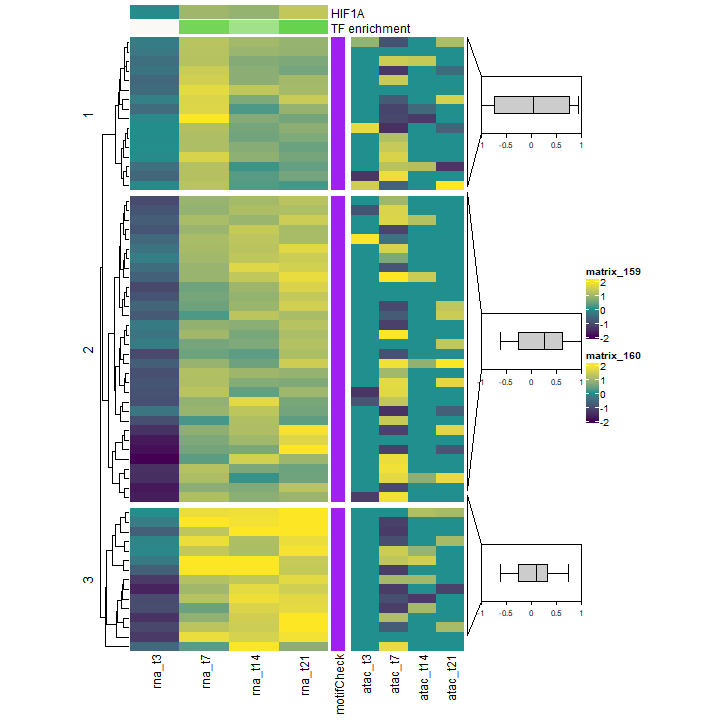 HIF1A
TF enrichment
1
2
3
-1 -0.5 0 0.5 1
1 -0.5 0 0.5 1
1 -0.5 0 0.5 1
matrix_159
2
1
0
-1
-2
matrix_160
2
1
0
-1
-2
rna_t3
rna_t7
rna_t14
rna_t21
motifCheck
atac_t3
atac_t7
atac_t14
atac_t21